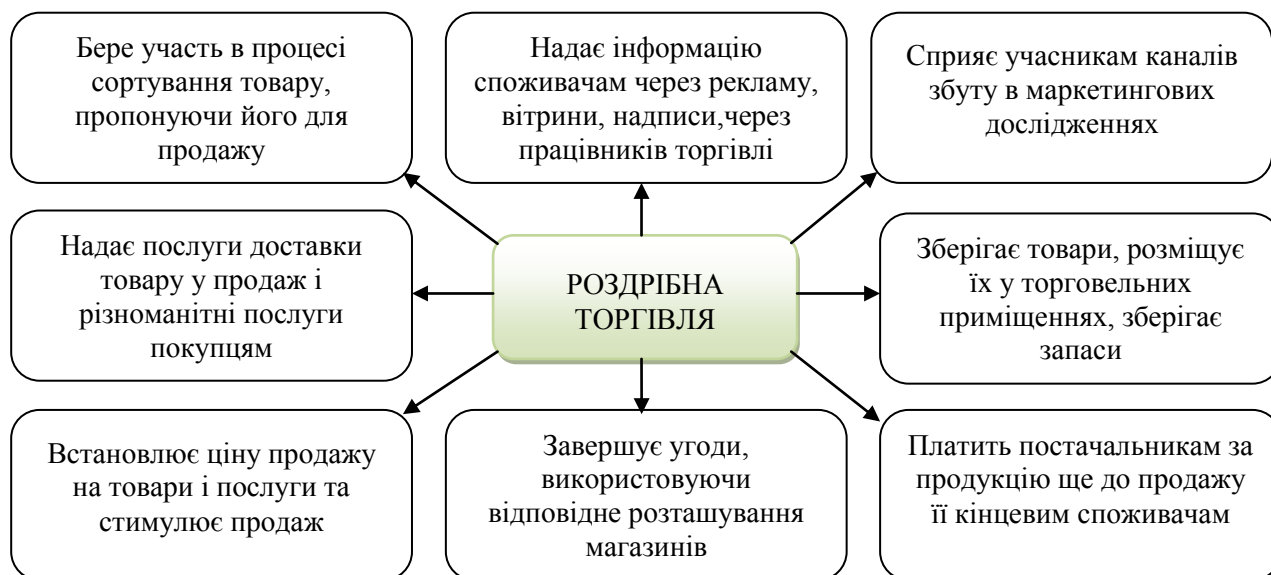 Бере участь в процесі
сортування товару,
пропонуючи його для
продажу
Надає інформацію
споживачам через рекламу,
вітрини, надписи,через
працівників торгівлі
Сприяє учасникам каналів
збуту в маркетингових
дослідженнях
Надає послуги доставки
товару у продаж і
різноманітні послуги
покупцям
РОЗДРІБНА
ТОРГІВЛЯ
Зберігає товари, розміщує
їх у торговельних
приміщеннях, зберігає
запаси
Встановлює ціну продажу
на товари і послуги та
стимулює продаж
Завершує угоди,
використовуючи
відповідне розташування
магазинів
Платить постачальникам за
продукцію ще до продажу
її кінцевим споживачам